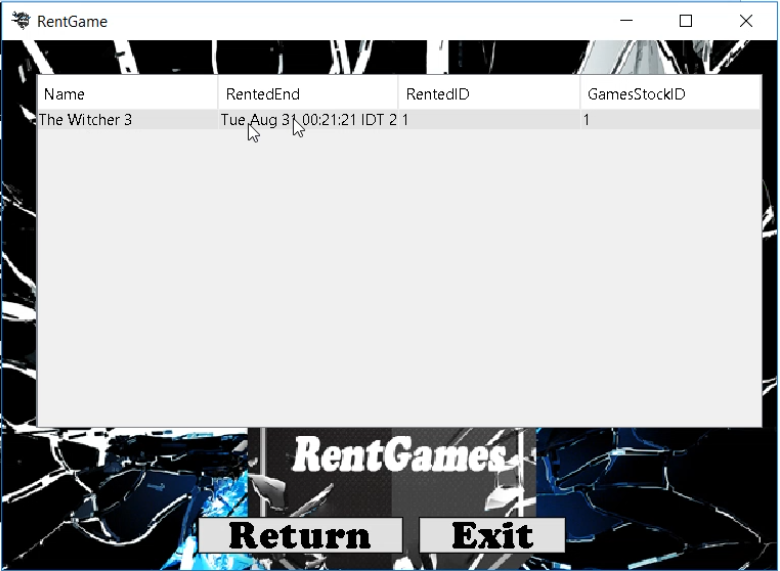 RentGame
Name RentedEnd RentedID GamesStockID
The Witcher 3 Tue Aug 31 00:21:21 IDT 2 1 1
RentGames
Return Exit